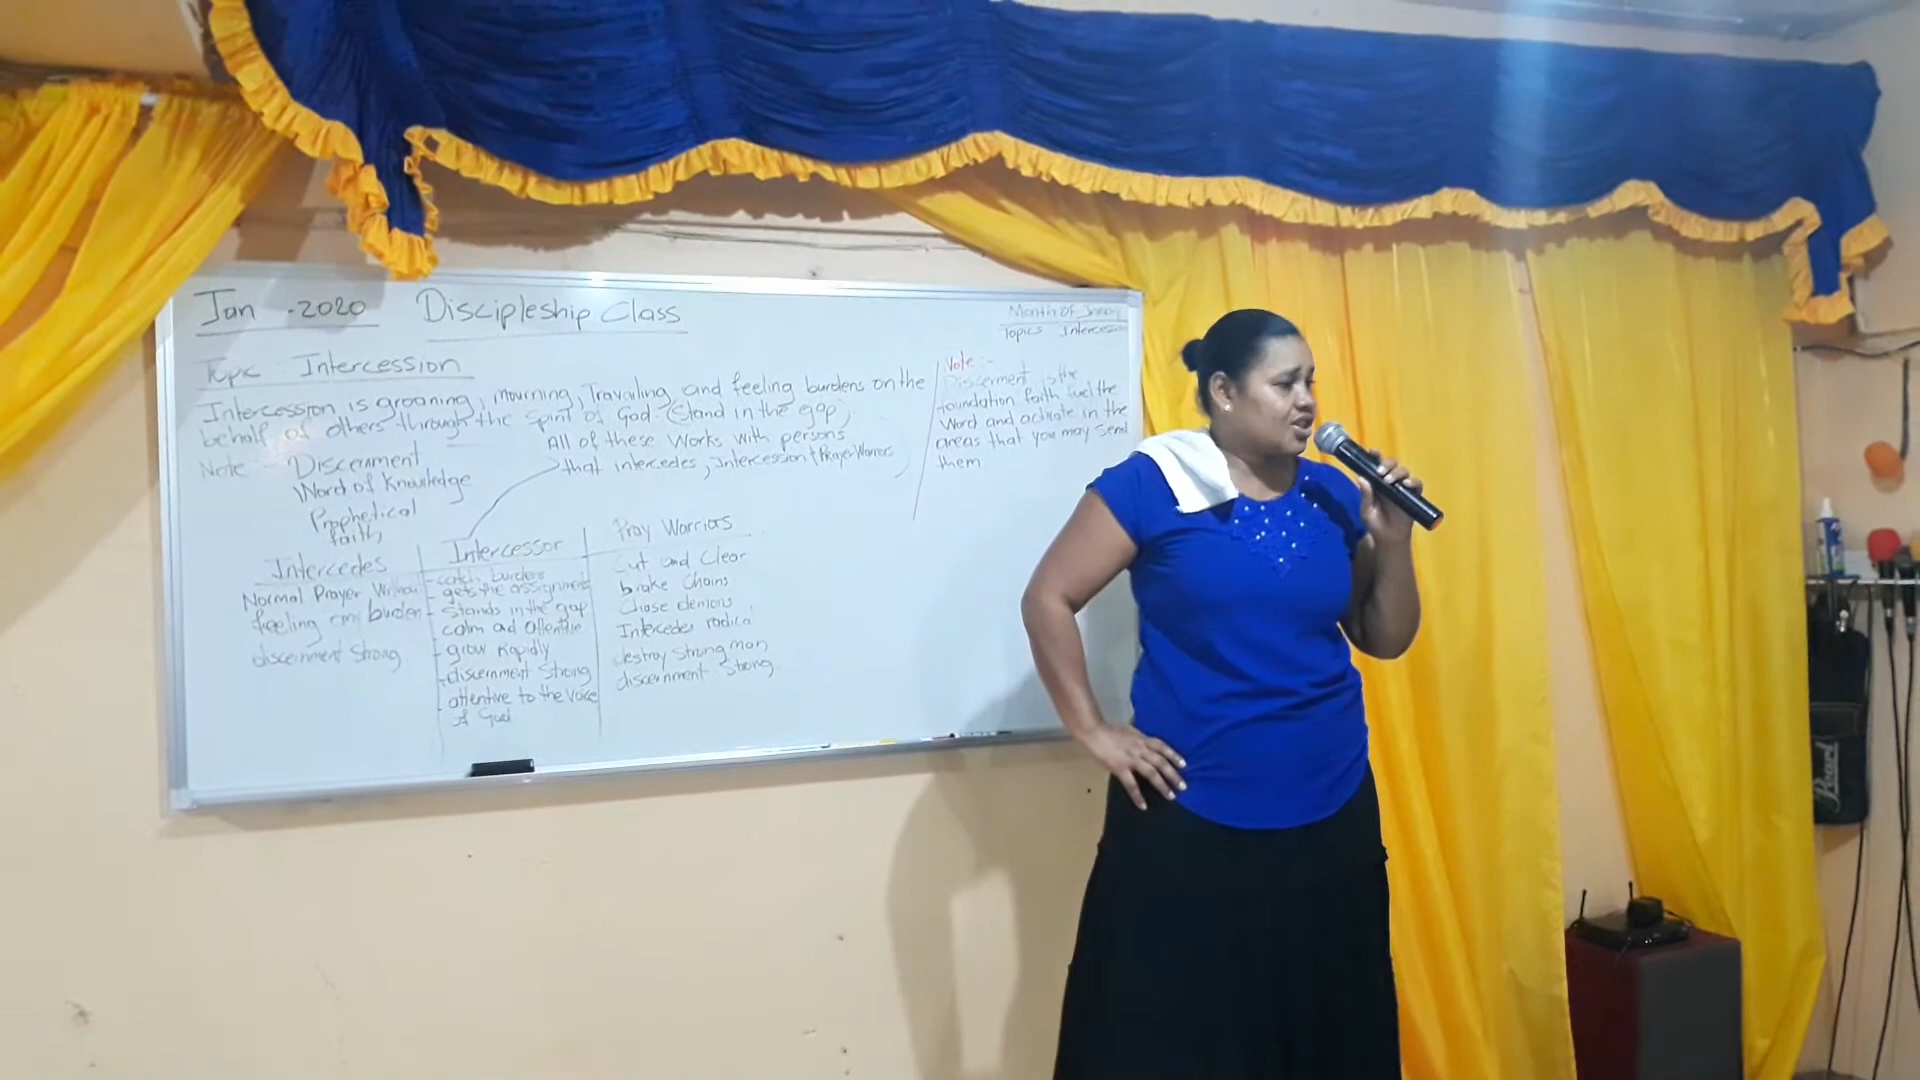 Jan - 2020 Discipleship Class
Month Of
Topics
Topic : Intercession
Intercession is groaning, mourning, Travailing, and feeling burdens on the
behalf of others through the Spirit of God. (Stand in the gap)
All of these Works with persons
that intercedes, Intercession + Prayer Warriors
Note :- Discernment
Word of Knowledge
Prophetical
faith,
Note :-
Discerment is the
foundation faith fuel the
Word and activate in the
areas that you may send
them
Intercedes
Normal Prayer Without
feeling any burden
discernment Strong
Intercessor
- catch burdens
- gets the assignment
- Stands in the gap
calm ad attentive
- grow Rapidly
- discernment Strong
- attentive to the Voice
of God
Pray Warriors
Cut and Clear
brake Chains
Chase demons
Intercedes radical
destroy strong man
discernment Strong
Pearl